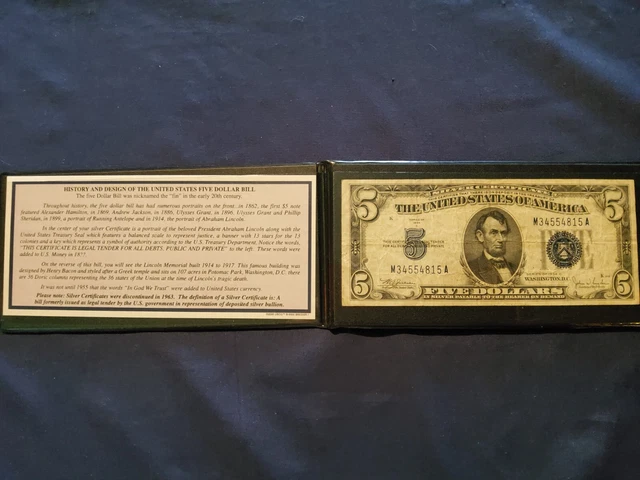 HISTORY AND DESIGN OF THE UNITED STATES FIVE DOLLAR BILL
The five Dollar Bill was nicknamed the "fin" in the early 20th century.
Throughout history, the five dollar bill has had numerous portraits on the front; in 1862, the first $5 note
featured Alexander Hamilton, in 1869, Andrew Jackson, in 1886, Ulysses Grant, in 1896, Ulysses Grant and Phillip
Sheridan, in 1899, a portrait of Running Antelope and in 1914, the portrait of Abraham Lincoln.
In the center of your silver Certificate is a portrait of the beloved President Abraham Lincoln along with the
United States Treasury Seal which features a balanced scale to represent justice, a banner with 13 stars for the 13
colonies and a key which represents a symbol of authority according to the U.S. Treasury Department. Notice the words,
"THIS CERTIFICATE IS LEGAL TENDER FOR ALL DEBTS, PUBLIC AND PRIVATE" to the left. These words were
added to U.S. Money in
On the reverse of this bill, you will see the Lincoln Memorial built 1914 to 1917. This famous building was
designed by Henry Bacon and styled after a Greek temple and sits on 107 acres in Potomac Park, Washington, D.C. there
are 36 Doric columns representing the 36 states of the Union at the time of Lincoln's tragic death.
It was not until 1955 that the words "In God We Trust" were added to United States currency.
Please note: Silver Certificates were discontinued in 1963. The definition of a Silver Certificate is: A
bill formerly issued as legal tender by the U.S. government in representation of deposited silver bullion.
5 5
THE UNITED STATES OF AMERICA
M34554815A
5
M34554815A
WASHINGTON, D.C.
5 FIVE DOLLARS 5
IN SILVER PAYABLE TO THE BEARER ON DEMAND